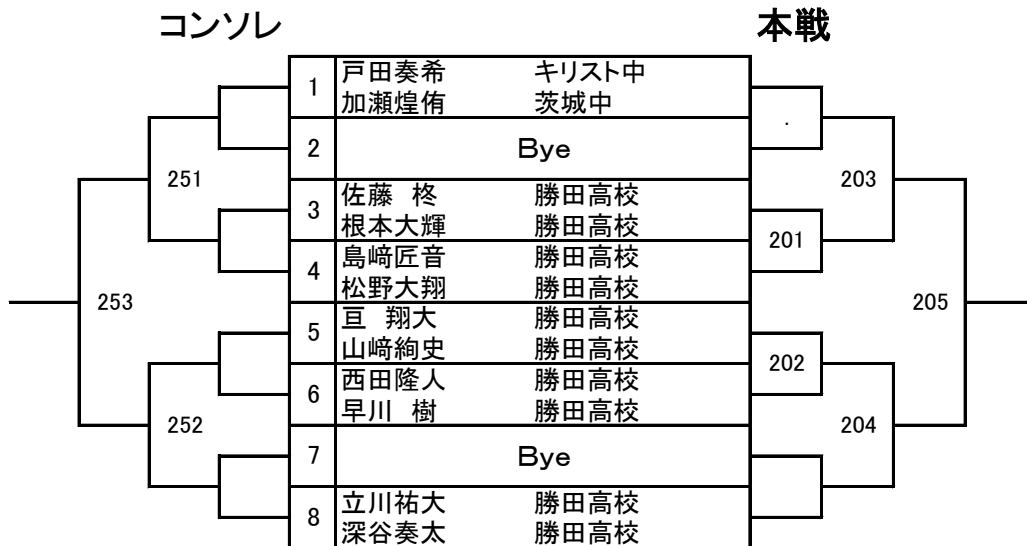 コンソレ 本戦
1 戸田奏希 キリスト中
加瀬煌侑 茨城中
.
2 Bye
251 203
3 佐藤 柊 勝田高校
根本大輝 勝田高校
201
4 島﨑匠音 勝田高校
松野大翔 勝田高校
253 205
5 亘 翔大 勝田高校
山﨑絢史 勝田高校
202
6 西田隆人 勝田高校
早川 樹 勝田高校
252 204
7 Bye
8 立川祐大 勝田高校
深谷奏太 勝田高校